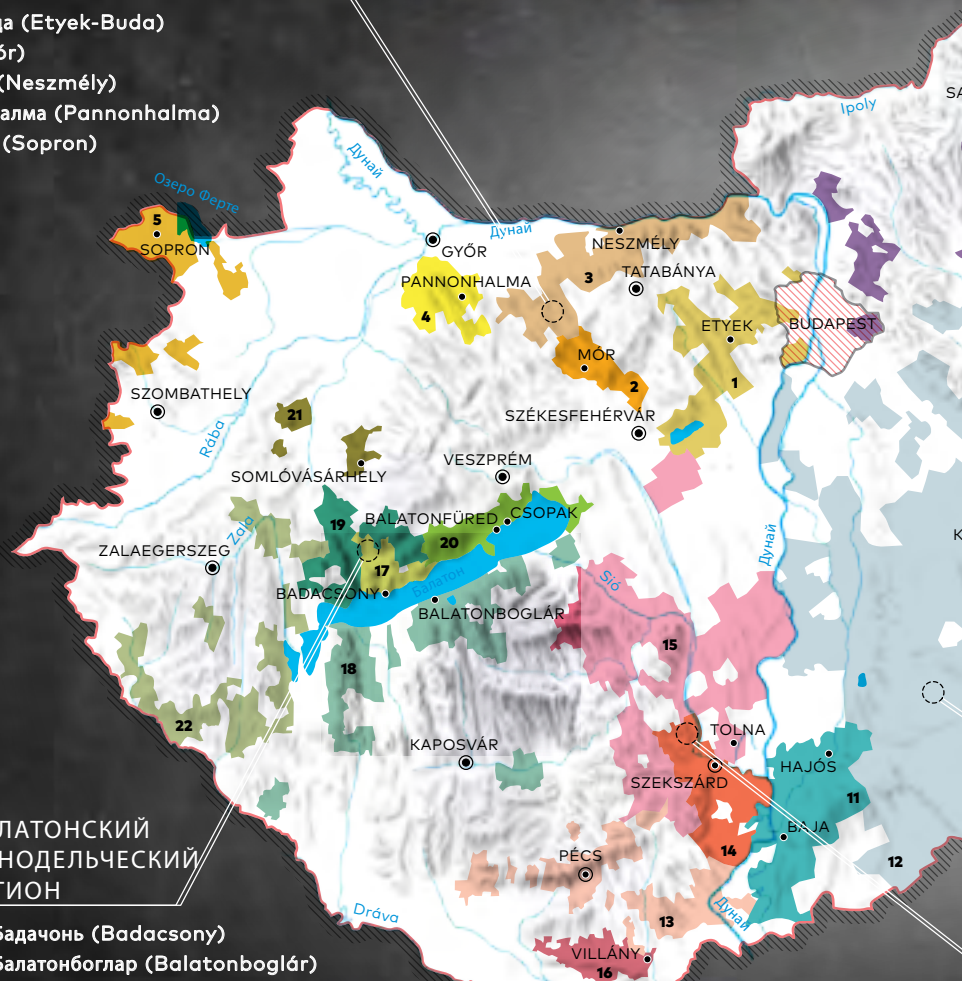 да (Etyek-Buda)
ór)
(Neszmély)
алма (Pannonhalma)
(Sopron)
SA
Ipoly
Дунай
Озеро Ферте
5
SOPRON
Дунай
GYŐR
NESZMÉLY
3
TATABÁNYA
PANNONHALMA
4
ETYEK
BUDAPEST
MÓR
2
1
SZOMBATHELY
21
SZÉKESFEHÉRVÁR
Rába
SOMLÓVÁSÁRHELY
VESZPRÉM
19
BALATONFÜRED
CSOPAK
20
Zala
ZALAEGERSZEG
17
Дунай
K
Балатон
BADACSONY
Sió
BALATONBOGLÁR
15
18
22
TOLNA
KAPOSVÁR
HAJÓS
SZEKSZÁRD
11
BAJA
ЛАТОНСКИЙ
НОДЕЛЬЧЕСКИЙ
ГИОН
14
PÉCS
12
Dráva
13
Дунай
Бадачонь (Badacsony)
Балатонбоглар (Balatonboglár)
VILLÁNY
16